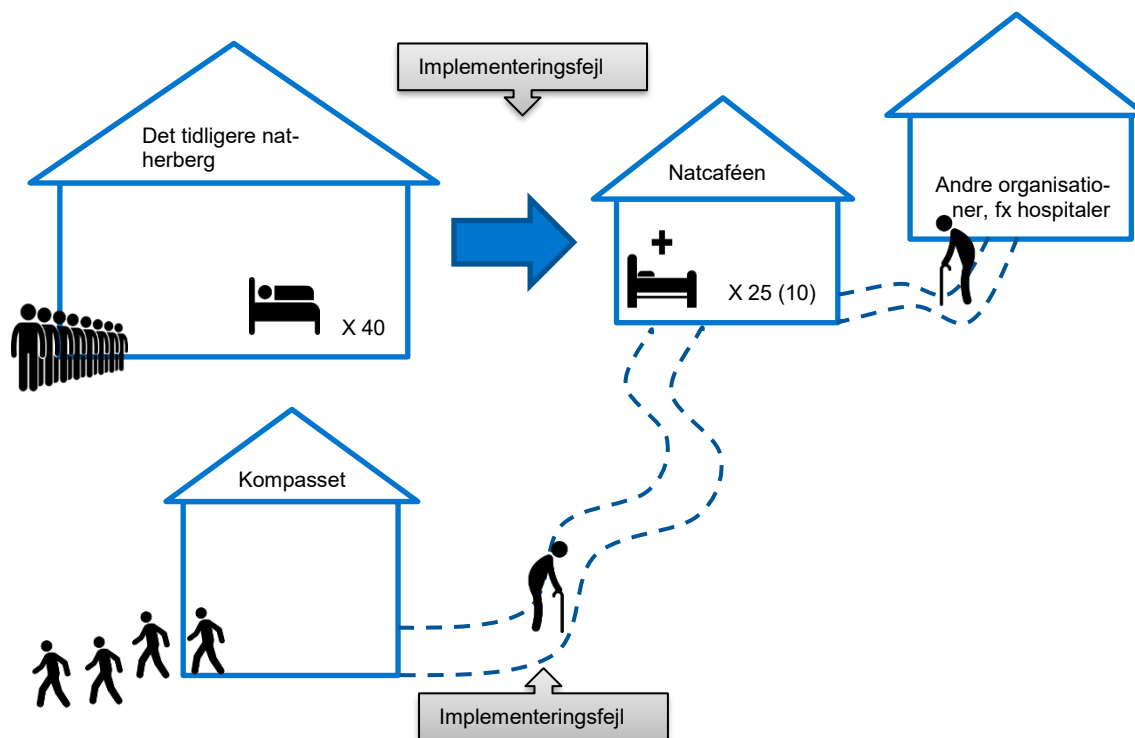 Implementeringsfejl
Det tidligere nat-
herberg
X 40
Natcaféen
X 25 (10)
Andre organisatio-
ner, fx hospitaler
Kompasset
Implementeringsfejl